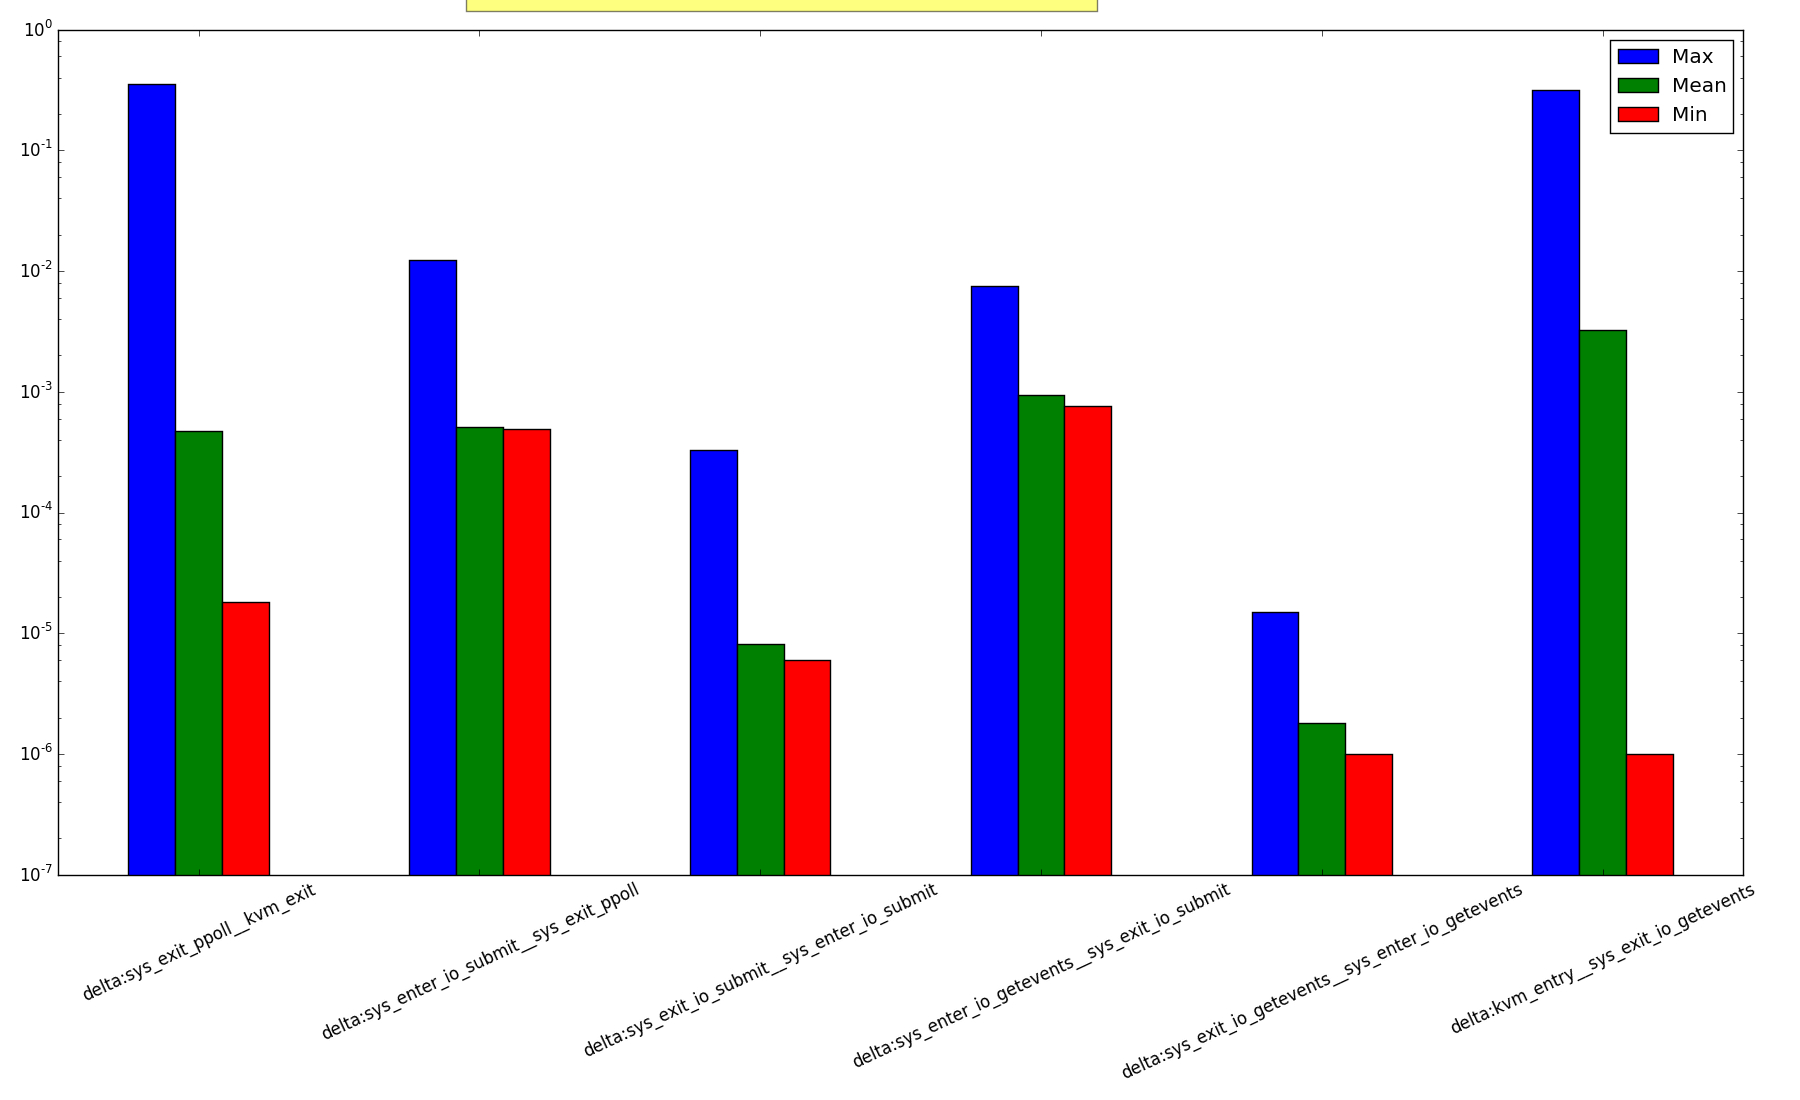 10^0
10^-1
10^-2
10^-3
10^-4
10^-5
10^-6
10^-7
Max
Mean
Min
delta:sys_exit_ppoll__kvm_exit
delta:sys_enter_io_submit__sys_exit_ppoll
delta:sys_exit_io_submit__sys_enter_io_submit
delta:sys_enter_io_getevents__sys_exit_io_submit
delta:sys_exit_io_getevents__sys_enter_io_getevents
delta:kvm_entry__sys_exit_io_getevents